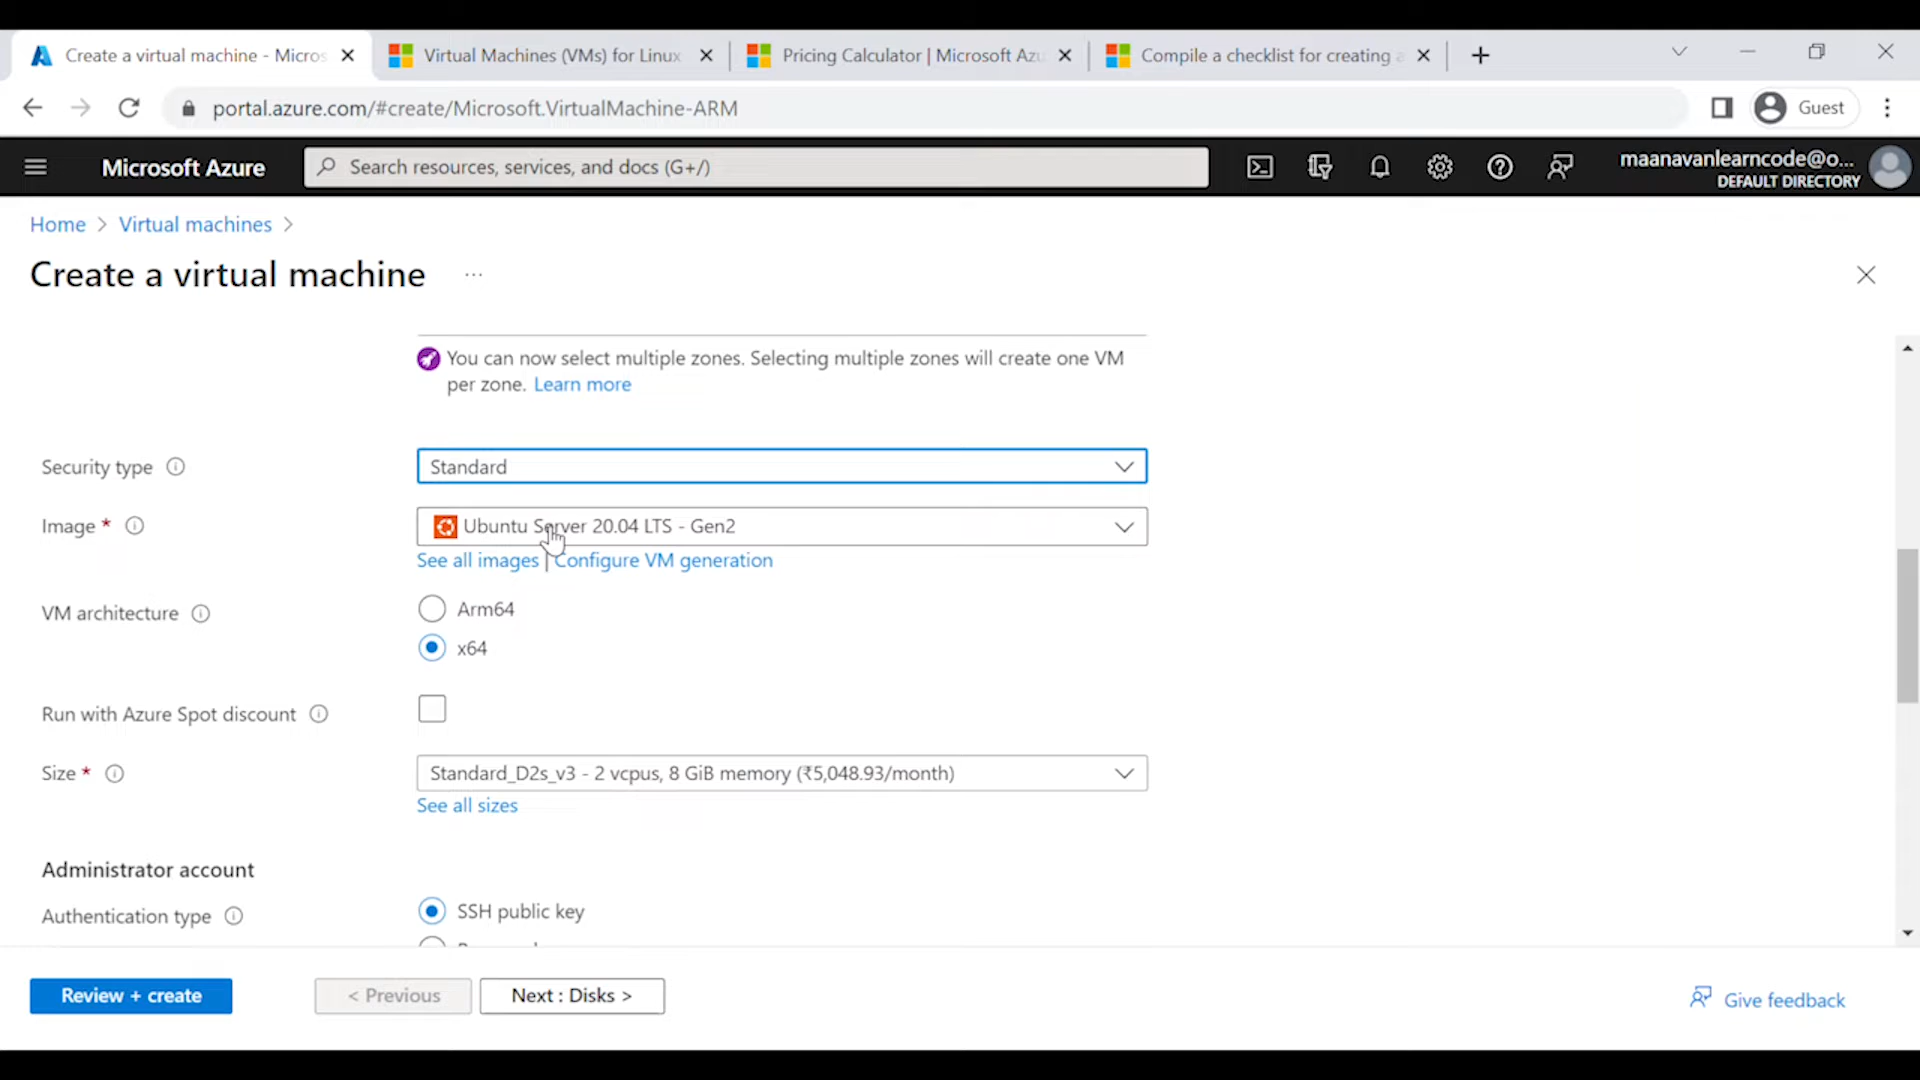 Create a virtual machine - Micros
Virtual Machines (VMs) for Linux
Pricing Calculator | Microsoft Azu
Compile a checklist for creating a
portal.azure.com/#create/Microsoft.VirtualMachine-ARM
Guest
Microsoft Azure
Search resources, services, and docs (G+/)
maanavanlearncode@o...
DEFAULT DIRECTORY
Home > Virtual machines >
Create a virtual machine ...
You can now select multiple zones. Selecting multiple zones will create one VM
per zone. Learn more
Security type
Standard
Image *
Ubuntu Server 20.04 LTS - Gen2
See all images | Configure VM generation
VM architecture
Arm64
x64
Run with Azure Spot discount
Size *
Standard_D2s_v3 - 2 vcpus, 8 GiB memory (₹5,048.93/month)
See all sizes
Administrator account
Authentication type
SSH public key
Review + create
< Previous
Next : Disks >
Give feedback